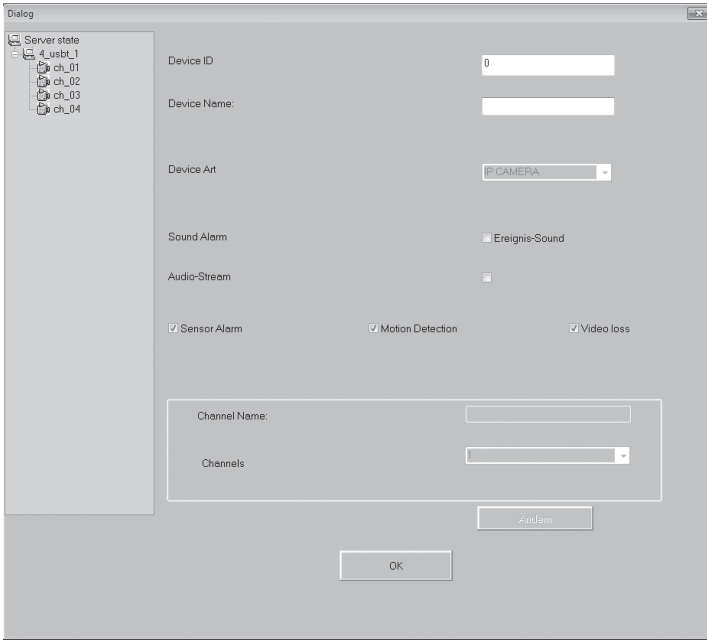 Dialog
Server state
4_usbt_1
ch_01
ch_02
ch_03
ch_04
Device ID
0
Device Name:
Device Art
IP CAMERA
Sound Alarm
Ereignis-Sound
Audio-Stream
Sensor Alarm
Motion Detection
Video loss
Channel Name:
Channels
1
Ändern
OK